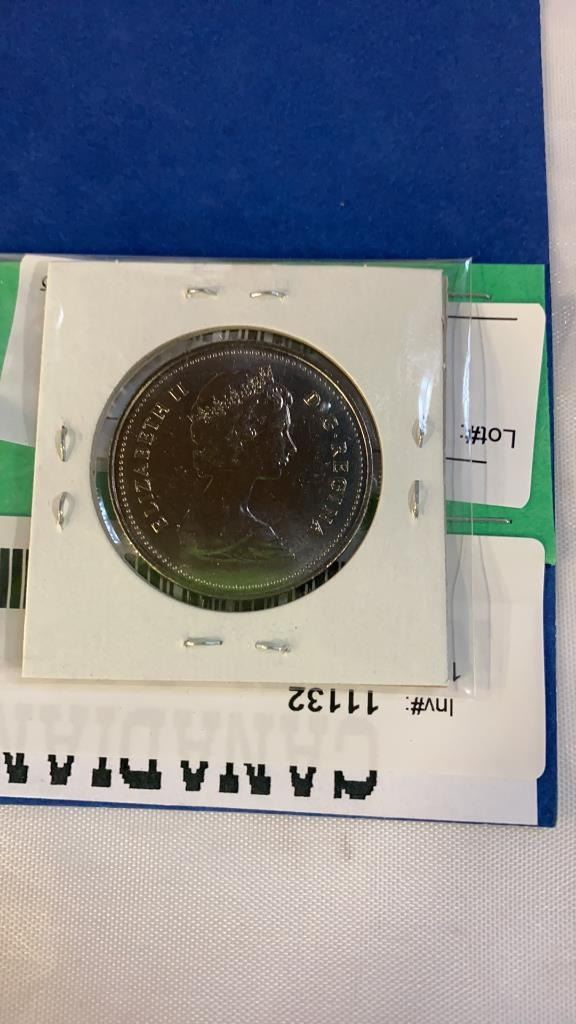 ELIZABETH II D·G·REGINA
Lot#:
Inv#: 11132
CANADIAN